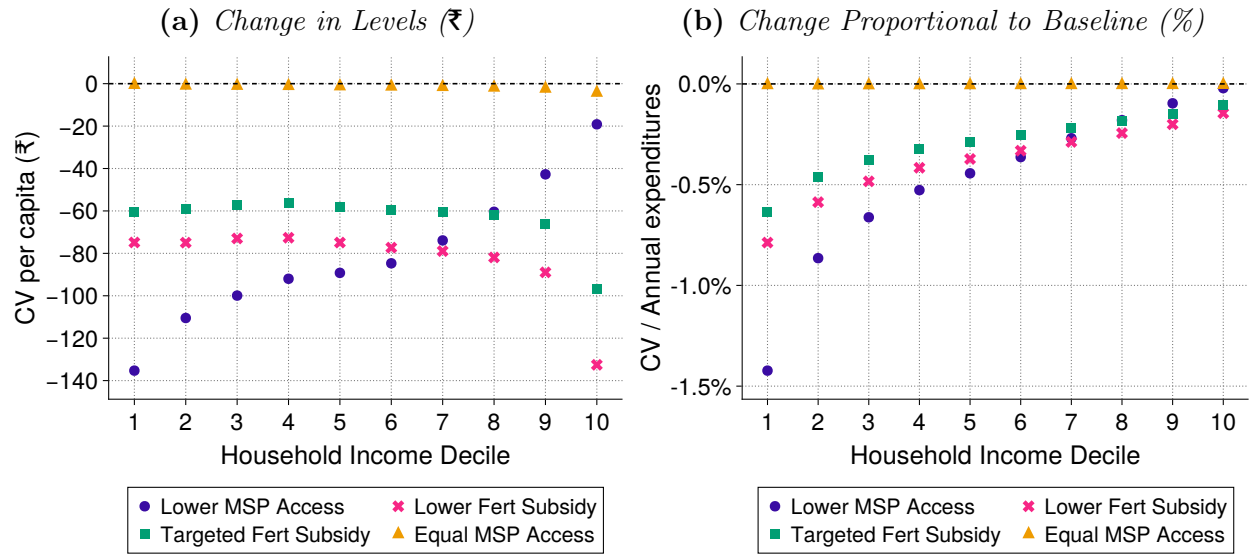 (a) Change in Levels (₹)
CV per capita (₹)
0
−20
−40
−60
−80
−100
−120
−140
1 2 3 4 5 6 7 8 9 10
Household Income Decile
Lower MSP Access
Lower Fert Subsidy
Targeted Fert Subsidy
Equal MSP Access
(b) Change Proportional to Baseline (%)
CV / Annual expenditures
0.0%
−0.5%
−1.0%
−1.5%
1 2 3 4 5 6 7 8 9 10
Household Income Decile
Lower MSP Access
Lower Fert Subsidy
Targeted Fert Subsidy
Equal MSP Access